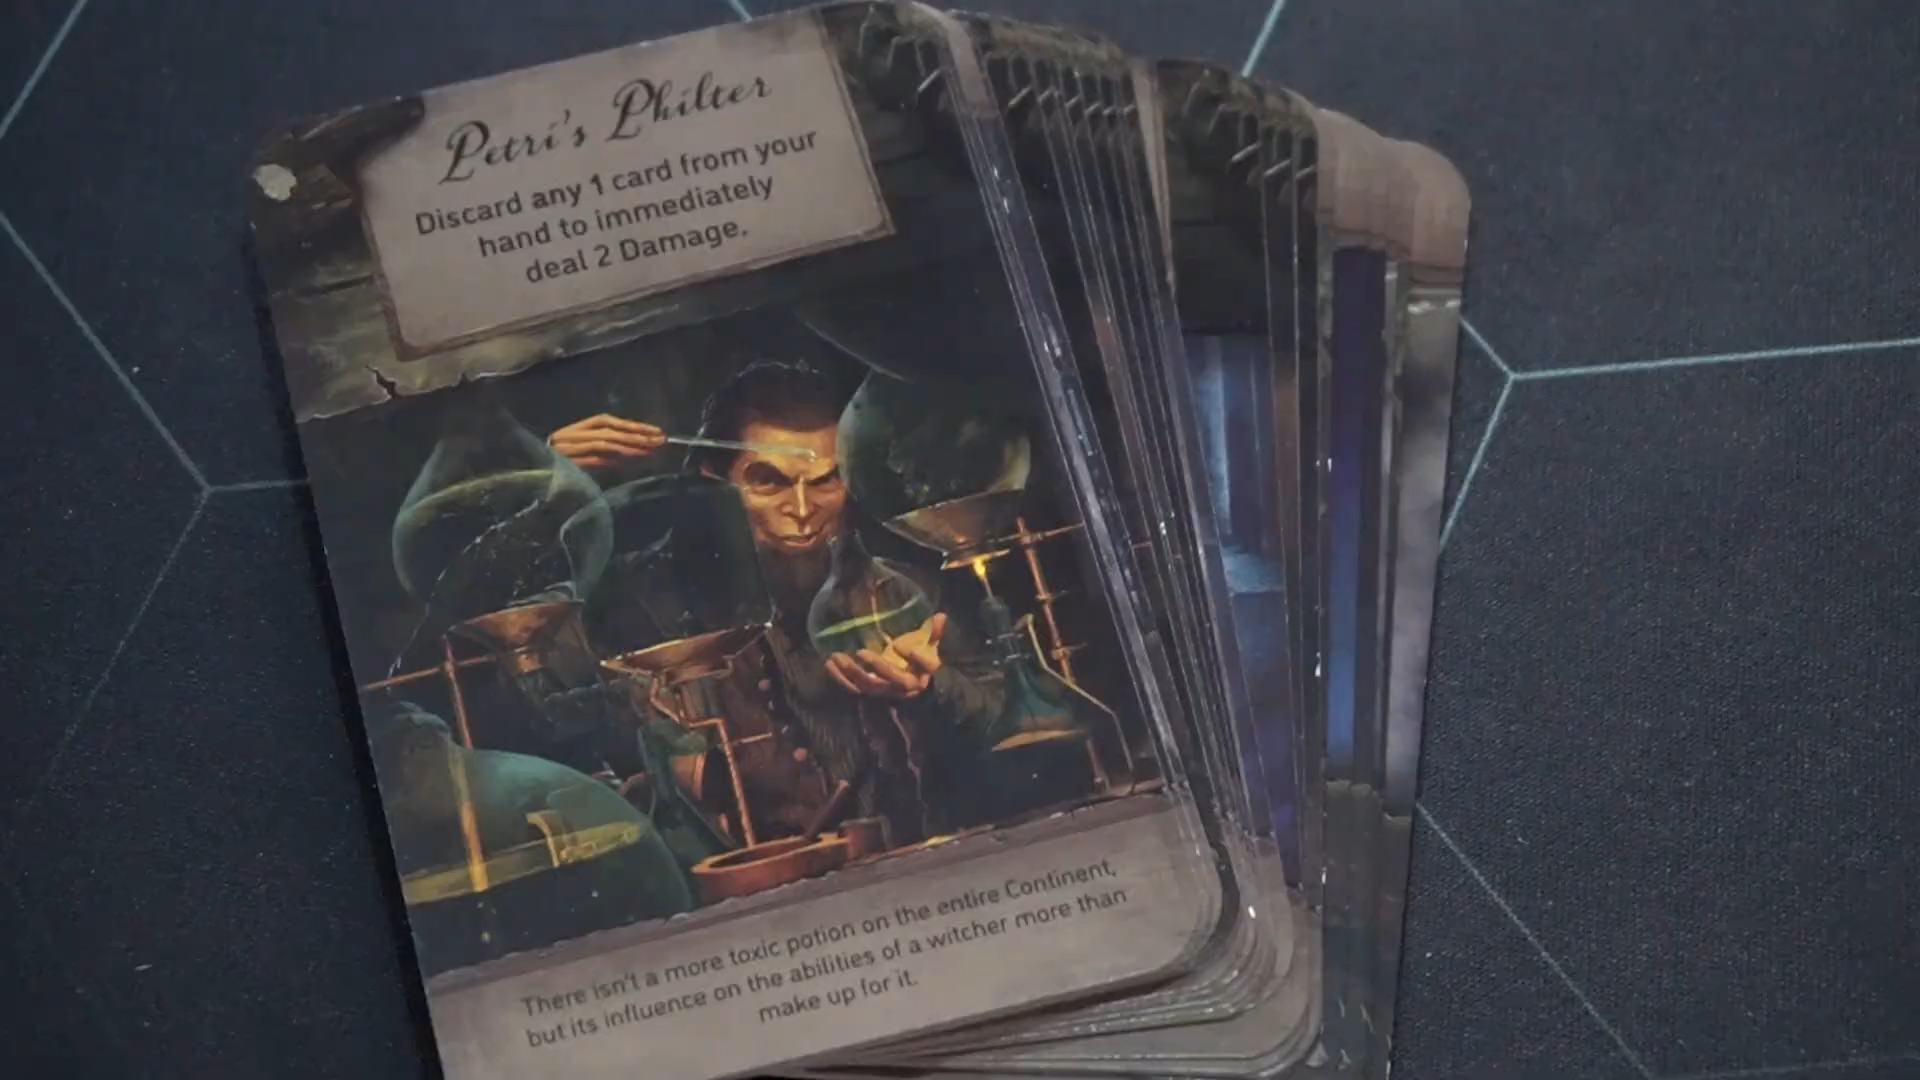 Petri's Philter
Discard any 1 card from your
hand to immediately
deal 2 Damage.
There isn't a more toxic potion on the entire Continent,
but its influence on the abilities of a witcher more than
make up for it.